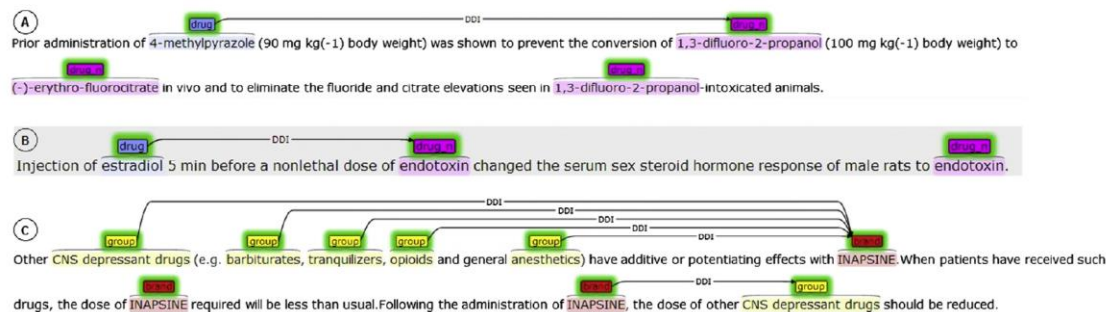 A
drug DDI drug_n
Prior administration of 4-methylpyrazole (90 mg kg(-1) body weight) was shown to prevent the conversion of 1,3-difluoro-2-propanol (100 mg kg(-1) body weight) to
drug_n drug_n
(-)-erythro-fluorocitrate in vivo and to eliminate the fluoride and citrate elevations seen in 1,3-difluoro-2-propanol-intoxicated animals.
B
drug DDI drug_n drug_n
Injection of estradiol 5 min before a nonlethal dose of endotoxin changed the serum sex steroid hormone response of male rats to endotoxin.
C
DDI
DDI
DDI
DDI
group group group group group DDI brand
Other CNS depressant drugs (e.g. barbiturates, tranquilizers, opioids and general anesthetics) have additive or potentiating effects with INAPSINE.When patients have received such
brand brand DDI group
drugs, the dose of INAPSINE required will be less than usual.Following the administration of INAPSINE, the dose of other CNS depressant drugs should be reduced.